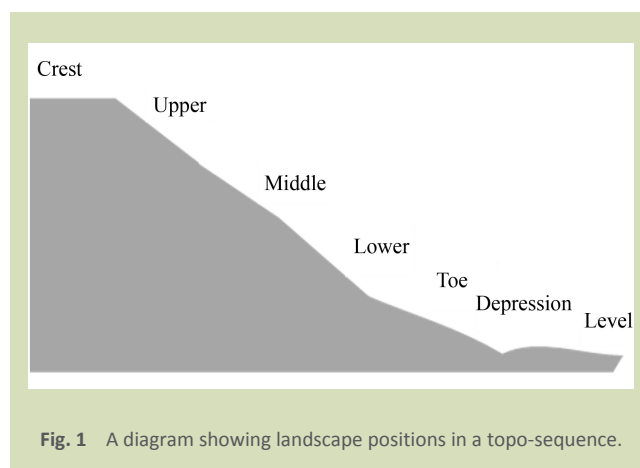 Crest
Upper
Middle
Lower
Toe
Depression
Level
Fig. 1 A diagram showing landscape positions in a topo-sequence.